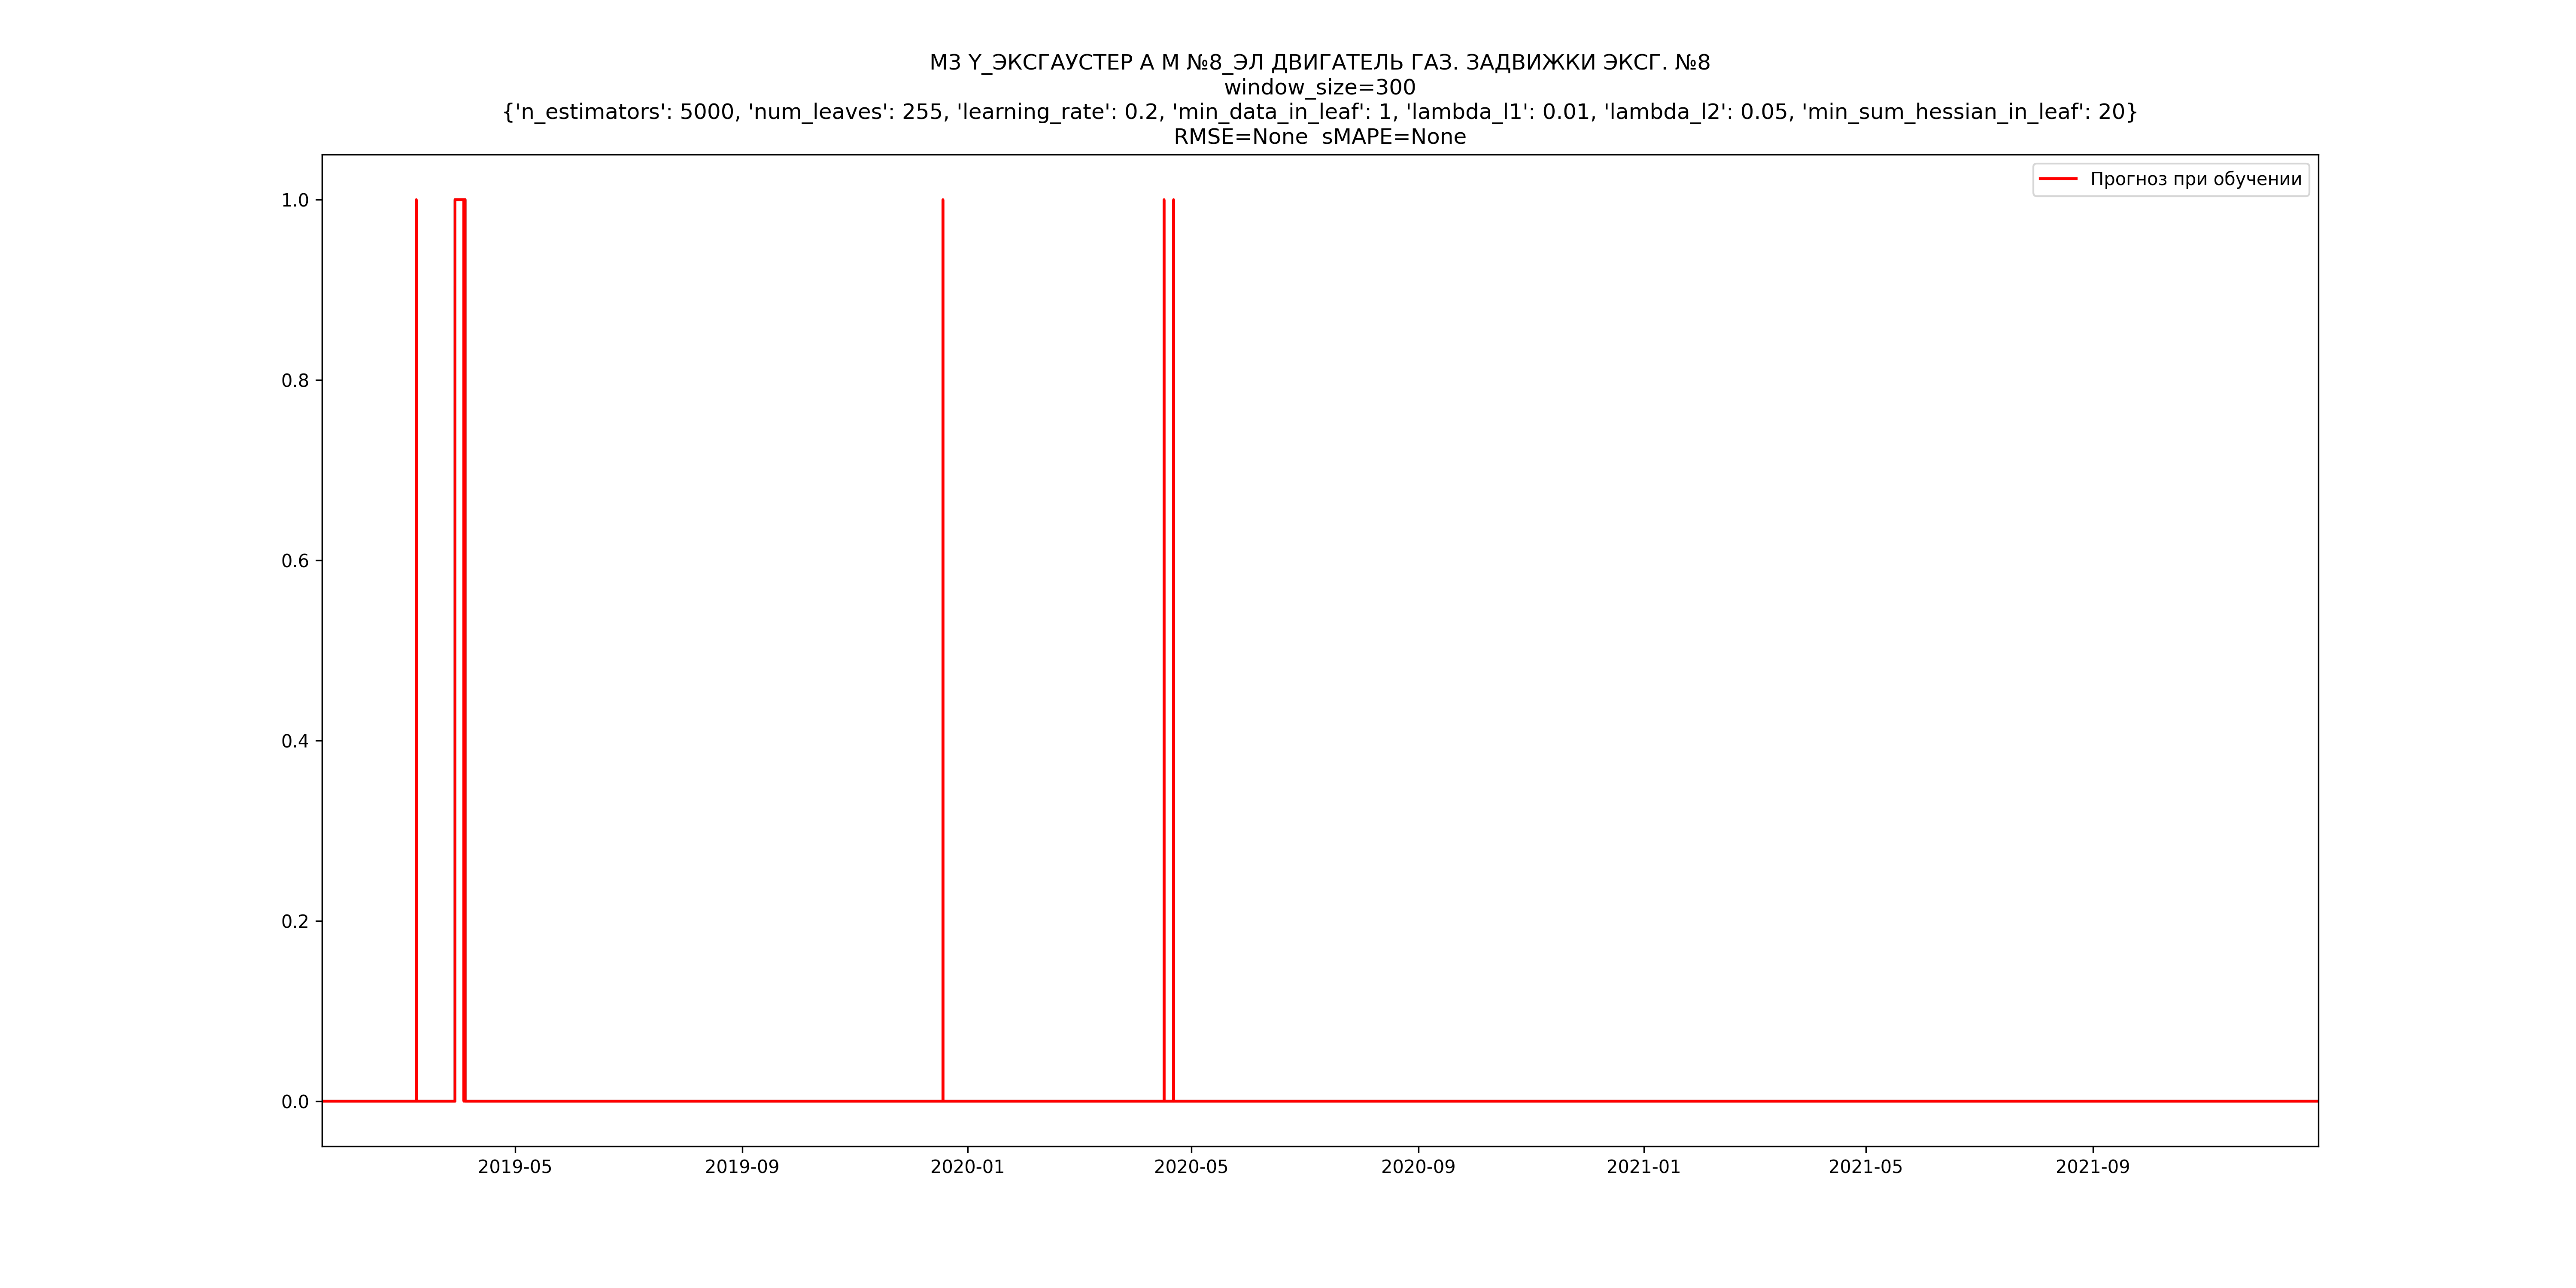 М3 Y_ЭКСГАУСТЕР А М №8_ЭЛ ДВИГАТЕЛЬ ГАЗ. ЗАДВИЖКИ ЭКСГ. №8
window_size=300
{'n_estimators': 5000, 'num_leaves': 255, 'learning_rate': 0.2, 'min_data_in_leaf': 1, 'lambda_l1': 0.01, 'lambda_l2': 0.05, 'min_sum_hessian_in_leaf': 20}
RMSE=None  sMAPE=None
Прогноз при обучении
1.0
0.8
0.6
0.4
0.2
0.0
2019-05 2019-09 2020-01 2020-05 2020-09 2021-01 2021-05 2021-09